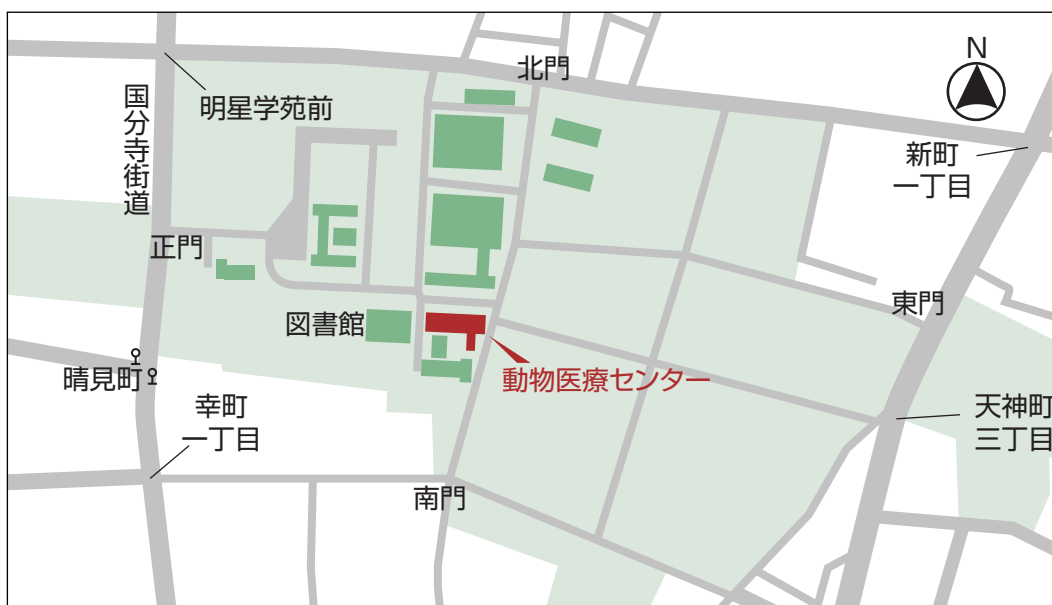 N
北門
国分寺街道
明星学苑前
新町
一丁目
正門
東門
図書館
動物医療センター
晴見町
幸町
一丁目
天神町
三丁目
南門